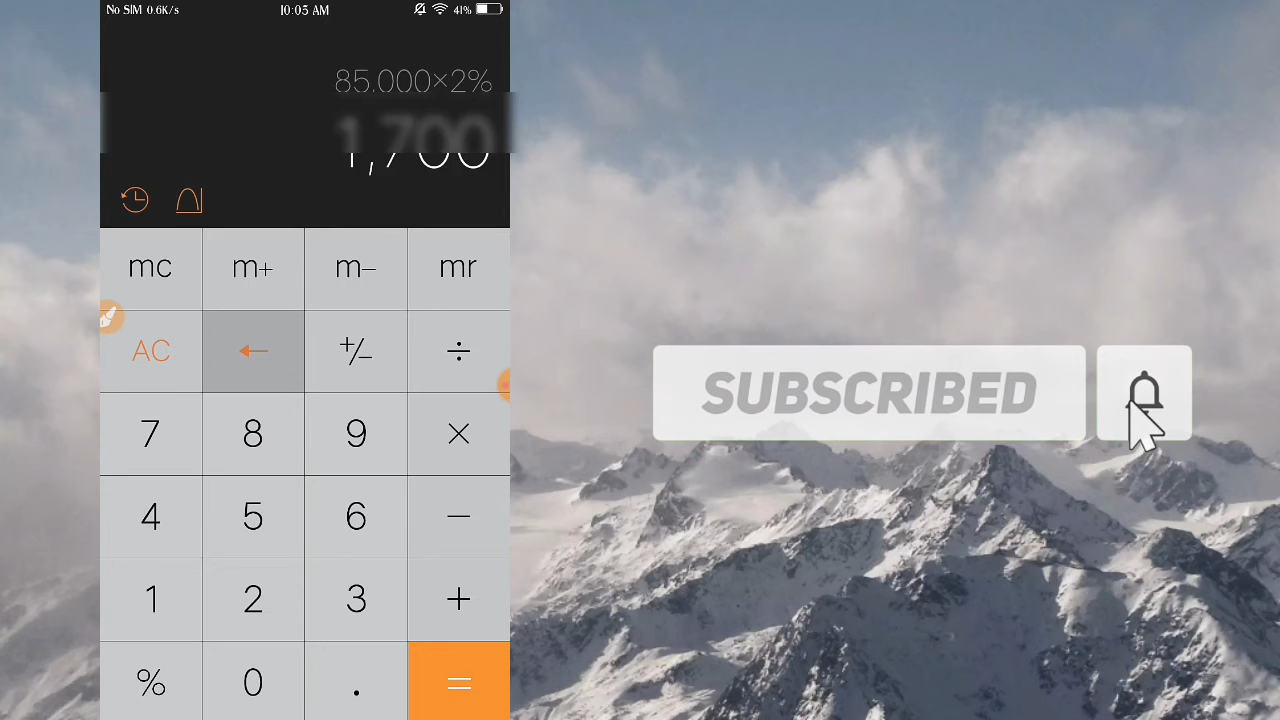 No SIM 0.6K/s 10:05 AM 41%
85,000×2%
1,700
mc m+ m− mr
AC ← +/− ÷
7 8 9 ×
4 5 6 −
1 2 3 +
% 0 . =
SUBSCRIBED